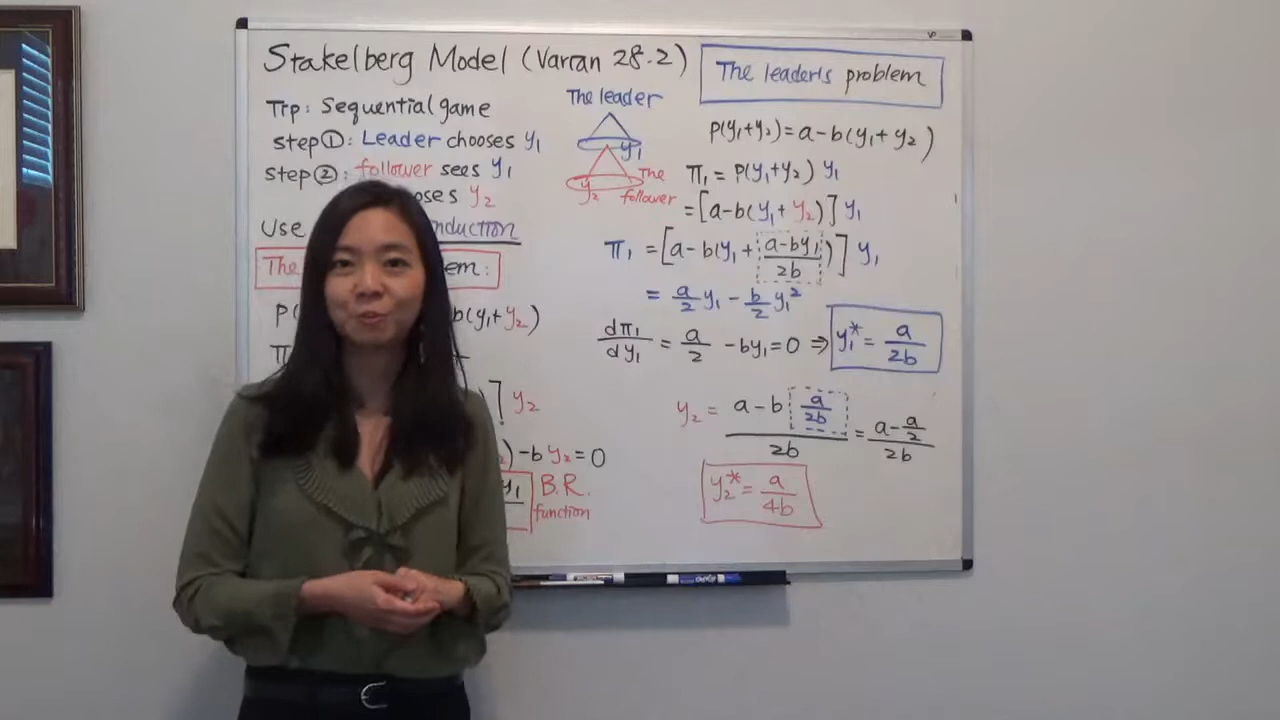 Stakelberg Model (Varian 28.2)
Tip: Sequential game
step①: Leader chooses y₁
step②: follower sees y₁
oses y₂
Use nduction
The em:
P( b(y₁+y₂)
π
] y₂
) -b y₂ = 0
y₁ B.R.
function
The leader
y₁
y₂ The
follower
The leader's problem
P(y₁+y₂) = a-b(y₁+y₂)
π₁ = P(y₁+y₂) y₁
= [a-b(y₁+y₂)] y₁
π₁ = [a-b(y₁+ (a-by₁)/2b )] y₁
= a/2 y₁ - b/2 y₁²
dπ₁/dy₁ = a/2 - by₁ = 0 ⇒ y₁* = a/2b
y₂ = (a-b a/2b)/2b = (a-a/2)/2b
y₂* = a/4b